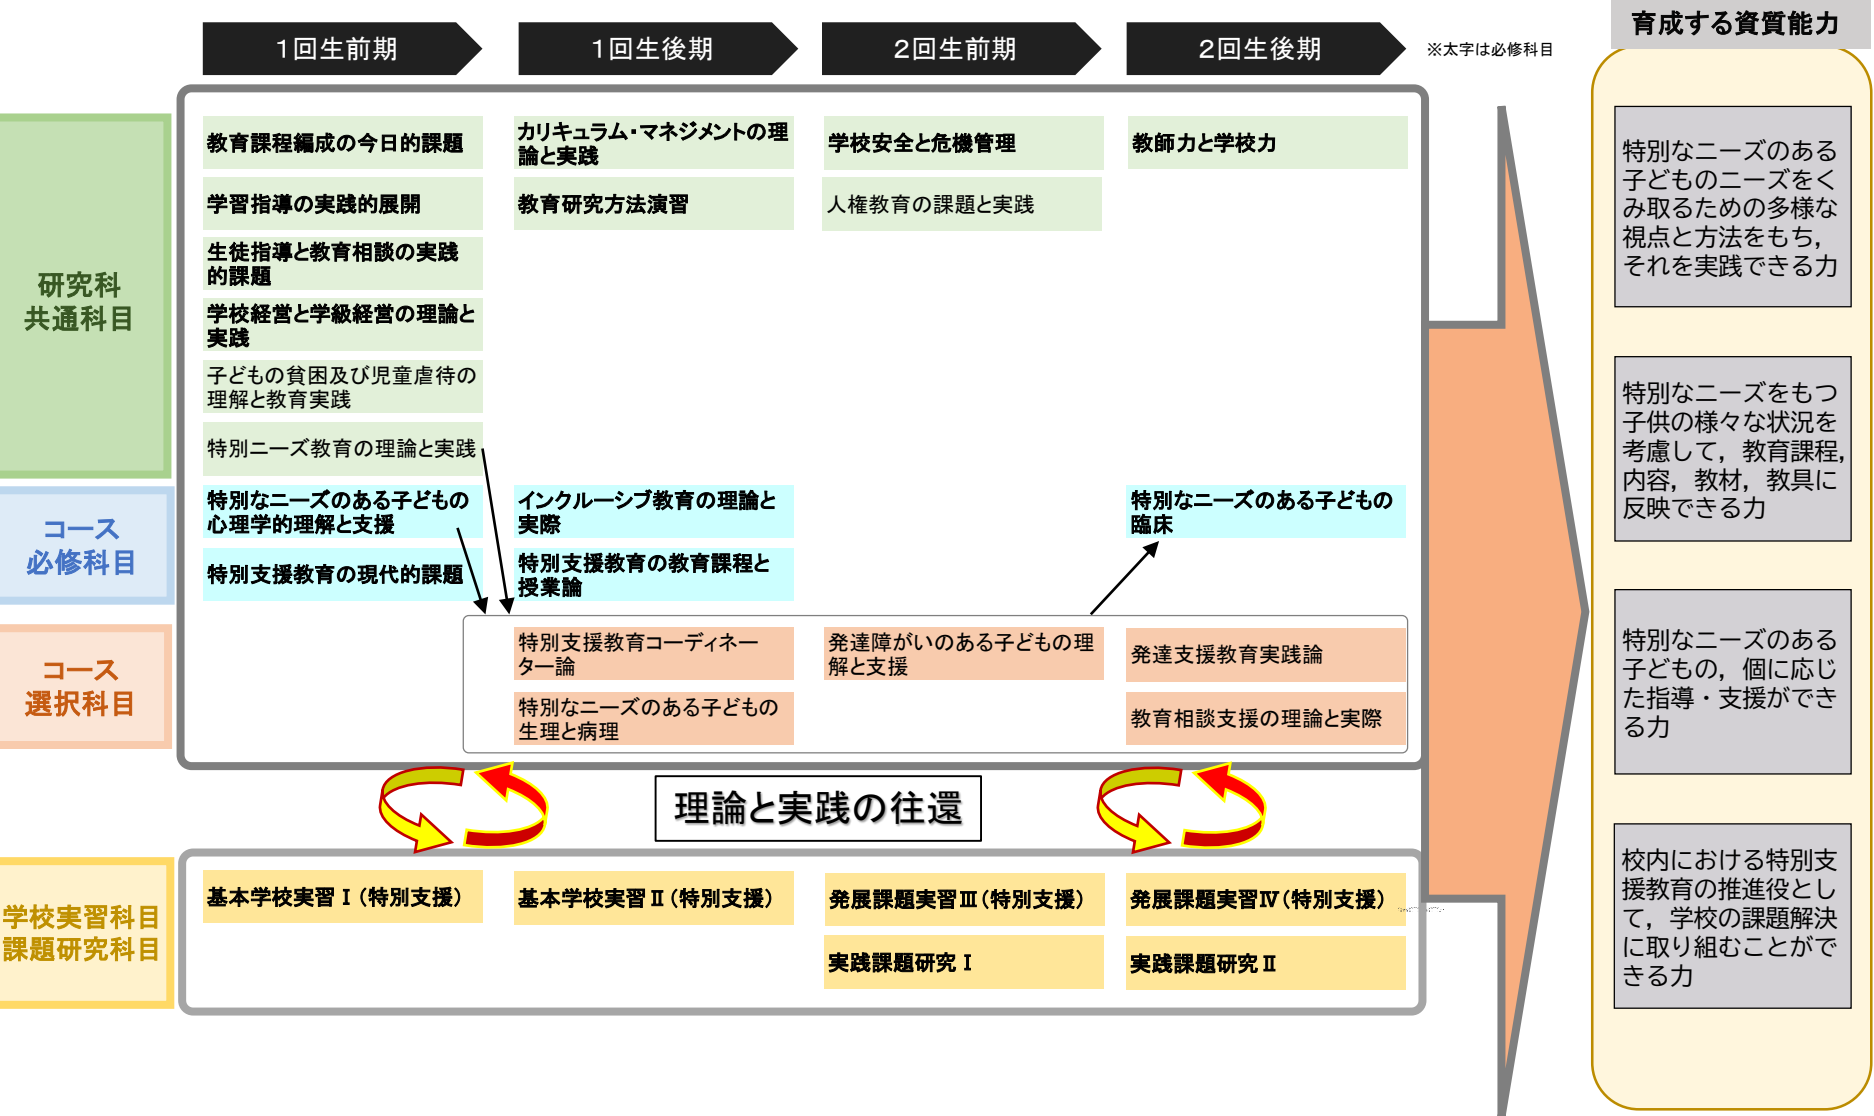 1回生前期
1回生後期
2回生前期
2回生後期
※太字は必修科目
育成する資質能力
研究科
共通科目
教育課程編成の今日的課題
カリキュラム・マネジメントの理
論と実践
学校安全と危機管理
教師力と学校力
学習指導の実践的展開
教育研究方法演習
人権教育の課題と実践
生徒指導と教育相談の実践
的課題
学校経営と学級経営の理論と
実践
子どもの貧困及び児童虐待の
理解と教育実践
特別ニーズ教育の理論と実践
コース
必修科目
特別なニーズのある子どもの
心理学的理解と支援
インクルーシブ教育の理論と
実際
特別なニーズのある子どもの
臨床
特別支援教育の現代的課題
特別支援教育の教育課程と
授業論
コース
選択科目
特別支援教育コーディネー
ター論
発達障がいのある子どもの理
解と支援
発達支援教育実践論
特別なニーズのある子どもの
生理と病理
教育相談支援の理論と実際
理論と実践の往還
学校実習科目
課題研究科目
基本学校実習Ⅰ（特別支援）
基本学校実習Ⅱ（特別支援）
発展課題実習Ⅲ（特別支援）
発展課題実習Ⅳ（特別支援）
実践課題研究Ⅰ
実践課題研究Ⅱ
特別なニーズのある
子どものニーズをく
み取るための多様な
視点と方法をもち，
それを実践できる力
特別なニーズをもつ
子供の様々な状況を
考慮して，教育課程，
内容，教材，教具に
反映できる力
特別なニーズのある
子どもの，個に応じ
た指導・支援ができ
る力
校内における特別支
援教育の推進役とし
て，学校の課題解決
に取り組むことがで
きる力